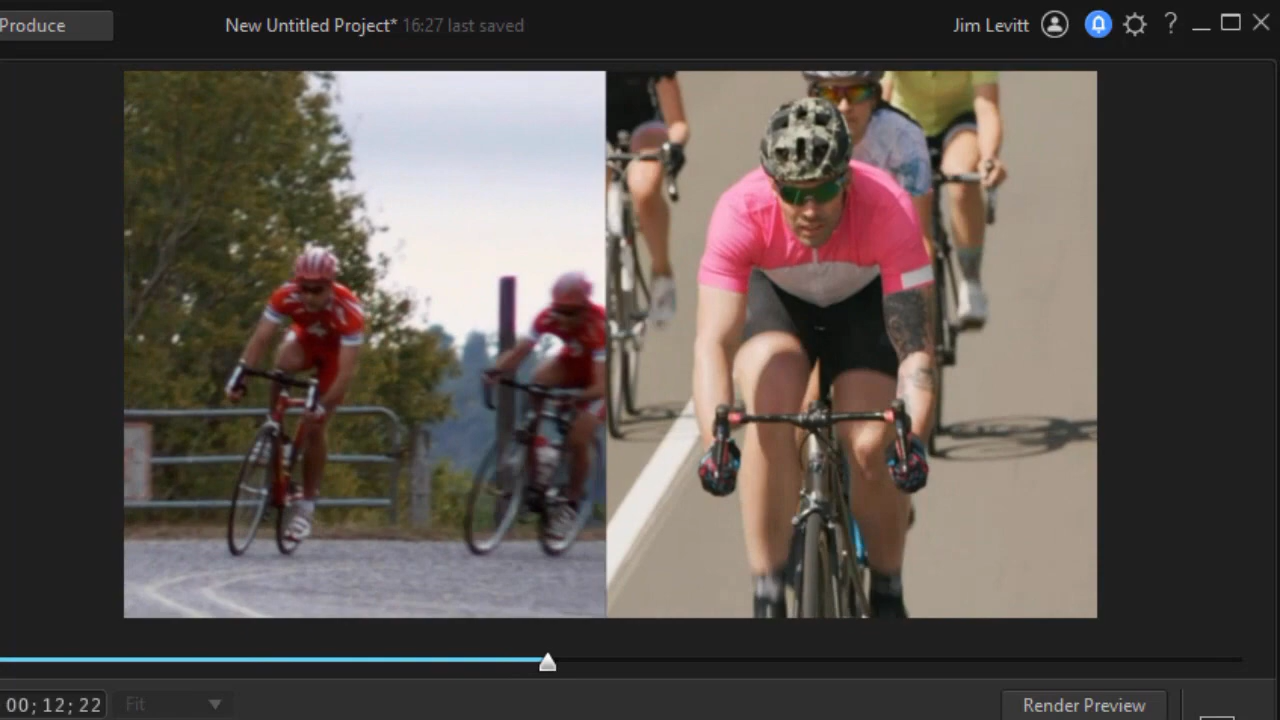 Produce
New Untitled Project* 16:27 last saved
Jim Levitt
?
00; 12; 22
Fit
Render Preview